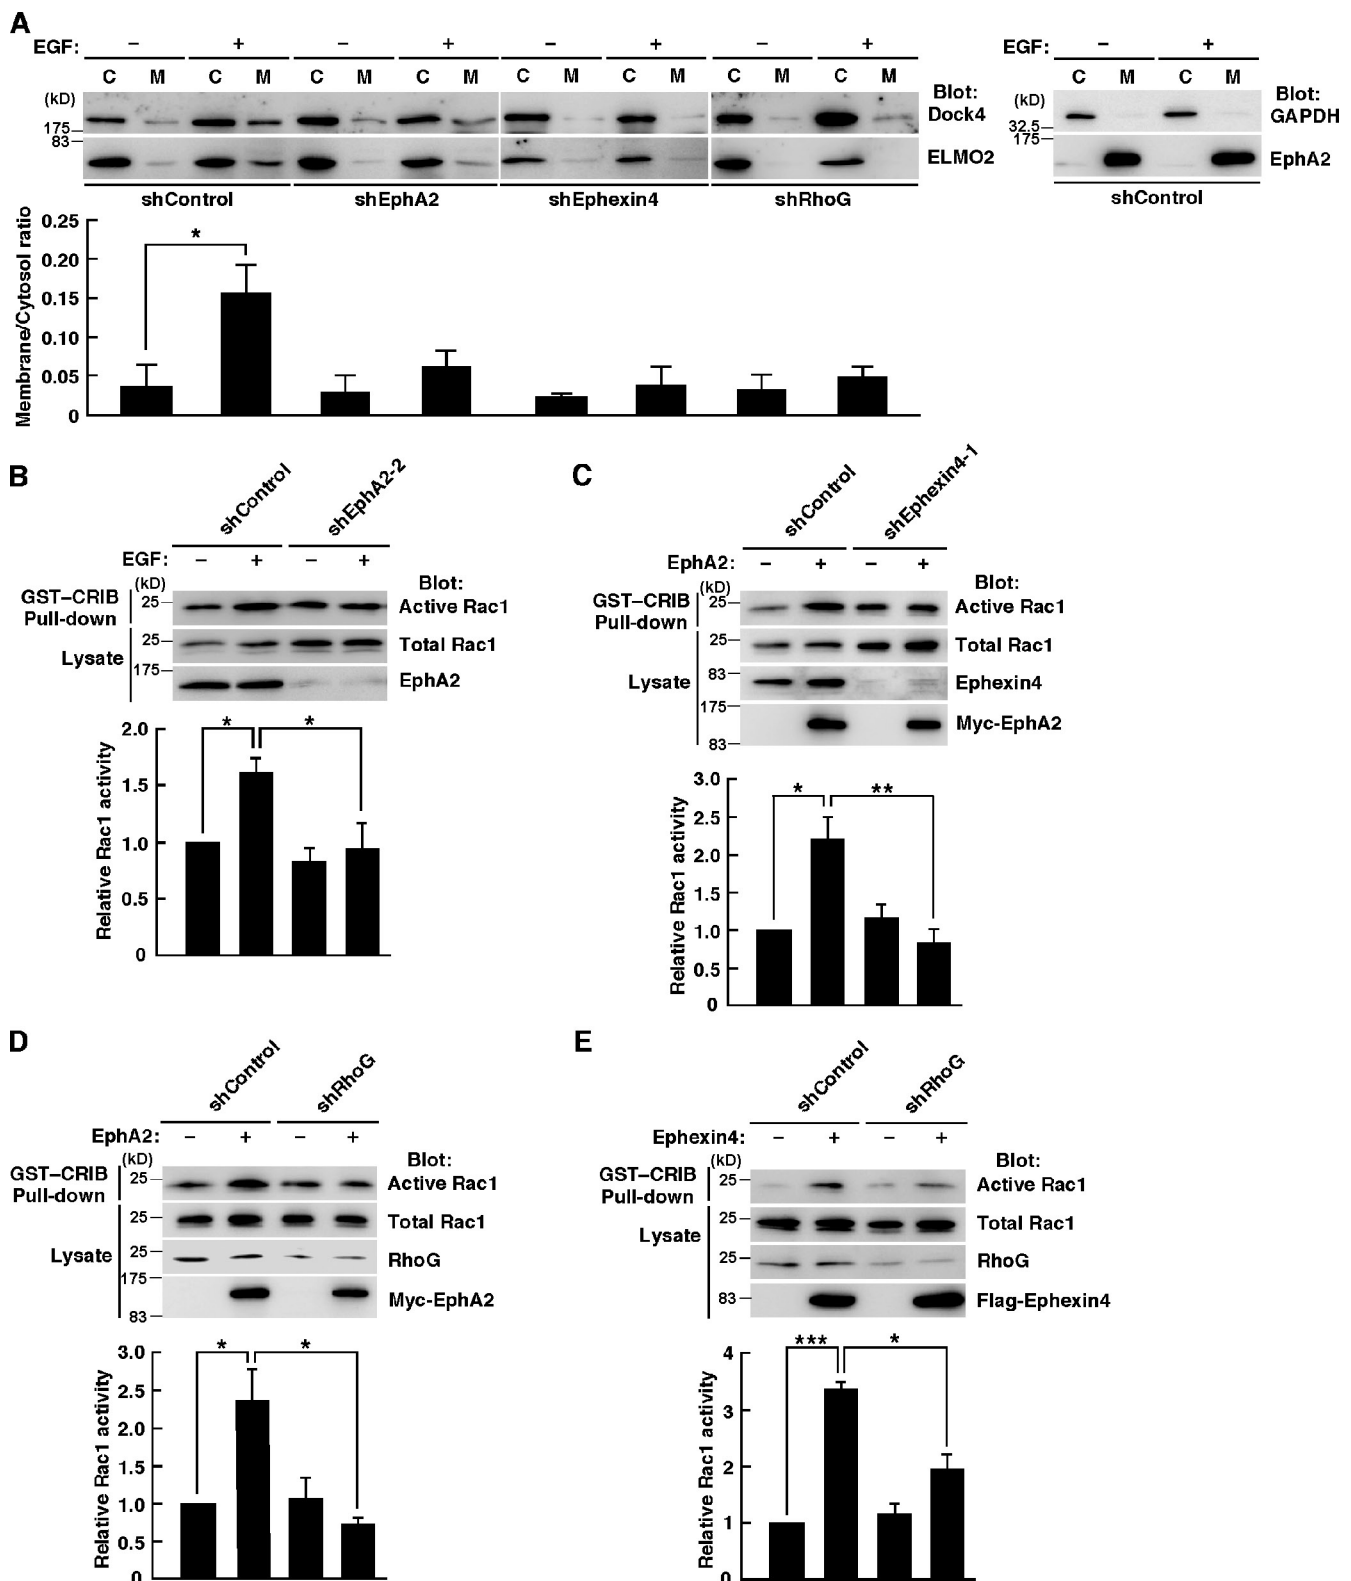 A
EGF: – + – + – + – +
C M C M C M C M C M C M C M C M
(kD)
175
83
Blot:
Dock4
ELMO2
shControl shEphA2 shEphexin4 shRhoG
EGF: – +
C M C M
(kD)
32.5
175
Blot:
GAPDH
EphA2
shControl
Membrane/Cytosol ratio
0.25
0.20
0.15
0.10
0.05
0
*
B
shControl shEphA2-2
EGF: – + – +
(kD)
Blot:
GST–CRIB
Pull-down
25
Active Rac1
Lysate
25
Total Rac1
175
EphA2
Relative Rac1 activity
2.0
1.5
1.0
0.5
0
* *
C
shControl shEphexin4-1
EphA2: – + – +
(kD)
Blot:
GST–CRIB
Pull-down
25
Active Rac1
Lysate
25
Total Rac1
83
Ephexin4
175
Myc-EphA2
83
Relative Rac1 activity
3.0
2.5
2.0
1.5
1.0
0.5
0
* **
D
shControl shRhoG
EphA2: – + – +
(kD)
Blot:
GST–CRIB
Pull-down
25
Active Rac1
Lysate
25
Total Rac1
25
RhoG
175
Myc-EphA2
83
Relative Rac1 activity
3.0
2.5
2.0
1.5
1.0
0.5
0
* *
E
shControl shRhoG
Ephexin4: – + – +
(kD)
Blot:
GST–CRIB
Pull-down
25
Active Rac1
Lysate
25
Total Rac1
25
RhoG
83
Flag-Ephexin4
Relative Rac1 activity
4
3
2
1
0
*** *